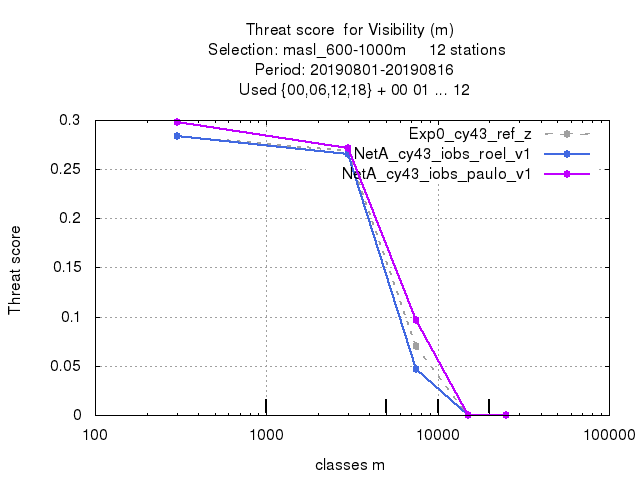 Threat score  for Visibility (m)
Selection: masl_600-1000m     12 stations
Period: 20190801-20190816
Used {00,06,12,18} + 00 01 ... 12
Threat score
0.3
0.25
0.2
0.15
0.1
0.05
0
Exp0_cy43_ref_z
NetA_cy43_iobs_roel_v1
NetA_cy43_iobs_paulo_v1
100
1000
10000
100000
classes m